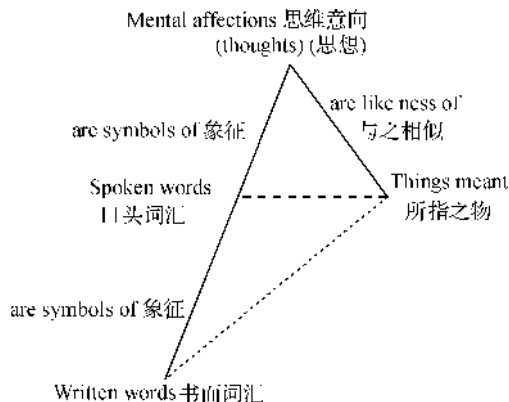 Mental affections 思维意向
(thoughts) (思想)
are like ness of
与之相似
are symbols of 象征
Spoken words
口头词汇
Things meant
所指之物
are symbols of 象征
Written words 书面词汇